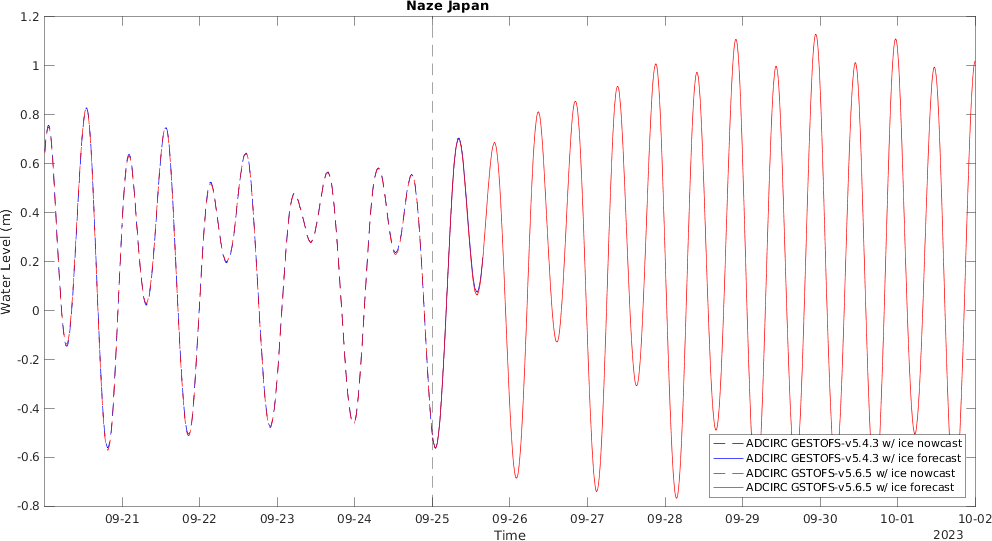 Naze Japan
1.2
1
0.8
0.6
0.4
0.2
0
-0.2
-0.4
-0.6
-0.8
Water Level (m)
ADCIRC GESTOFS-v5.4.3 w/ ice nowcast
ADCIRC GESTOFS-v5.4.3 w/ ice forecast
ADCIRC GSTOFS-v5.6.5 w/ ice nowcast
ADCIRC GSTOFS-v5.6.5 w/ ice forecast
09-21 09-22 09-23 09-24 09-25 09-26 09-27 09-28 09-29 09-30 10-01 10-02
Time
2023